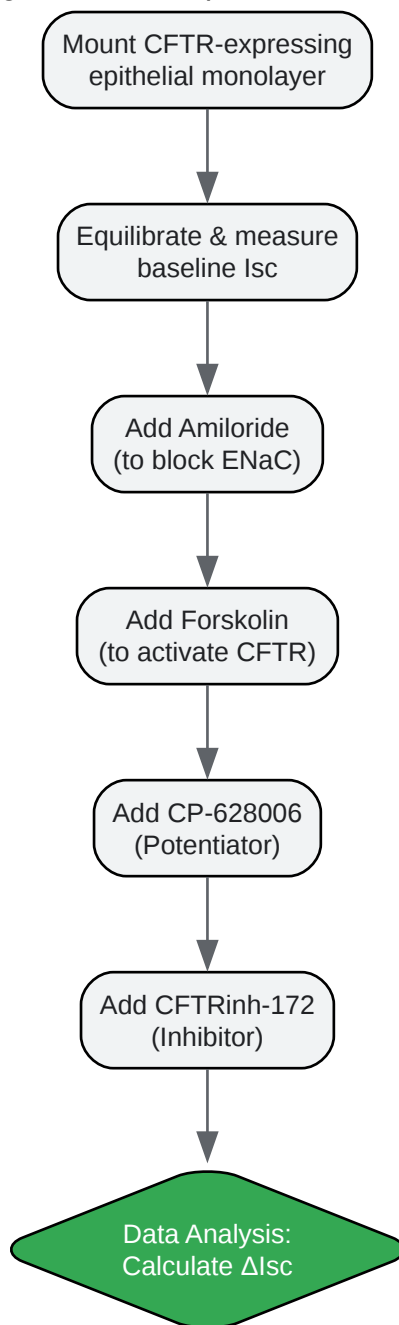 Mount CFTR-expressing
epithelial monolayer
Equilibrate & measure
baseline Isc
Add Amiloride
(to block ENaC)
Add Forskolin
(to activate CFTR)
Add CP-628006
(Potentiator)
Add CFTRinh-172
(Inhibitor)
Data Analysis:
Calculate ΔIsc